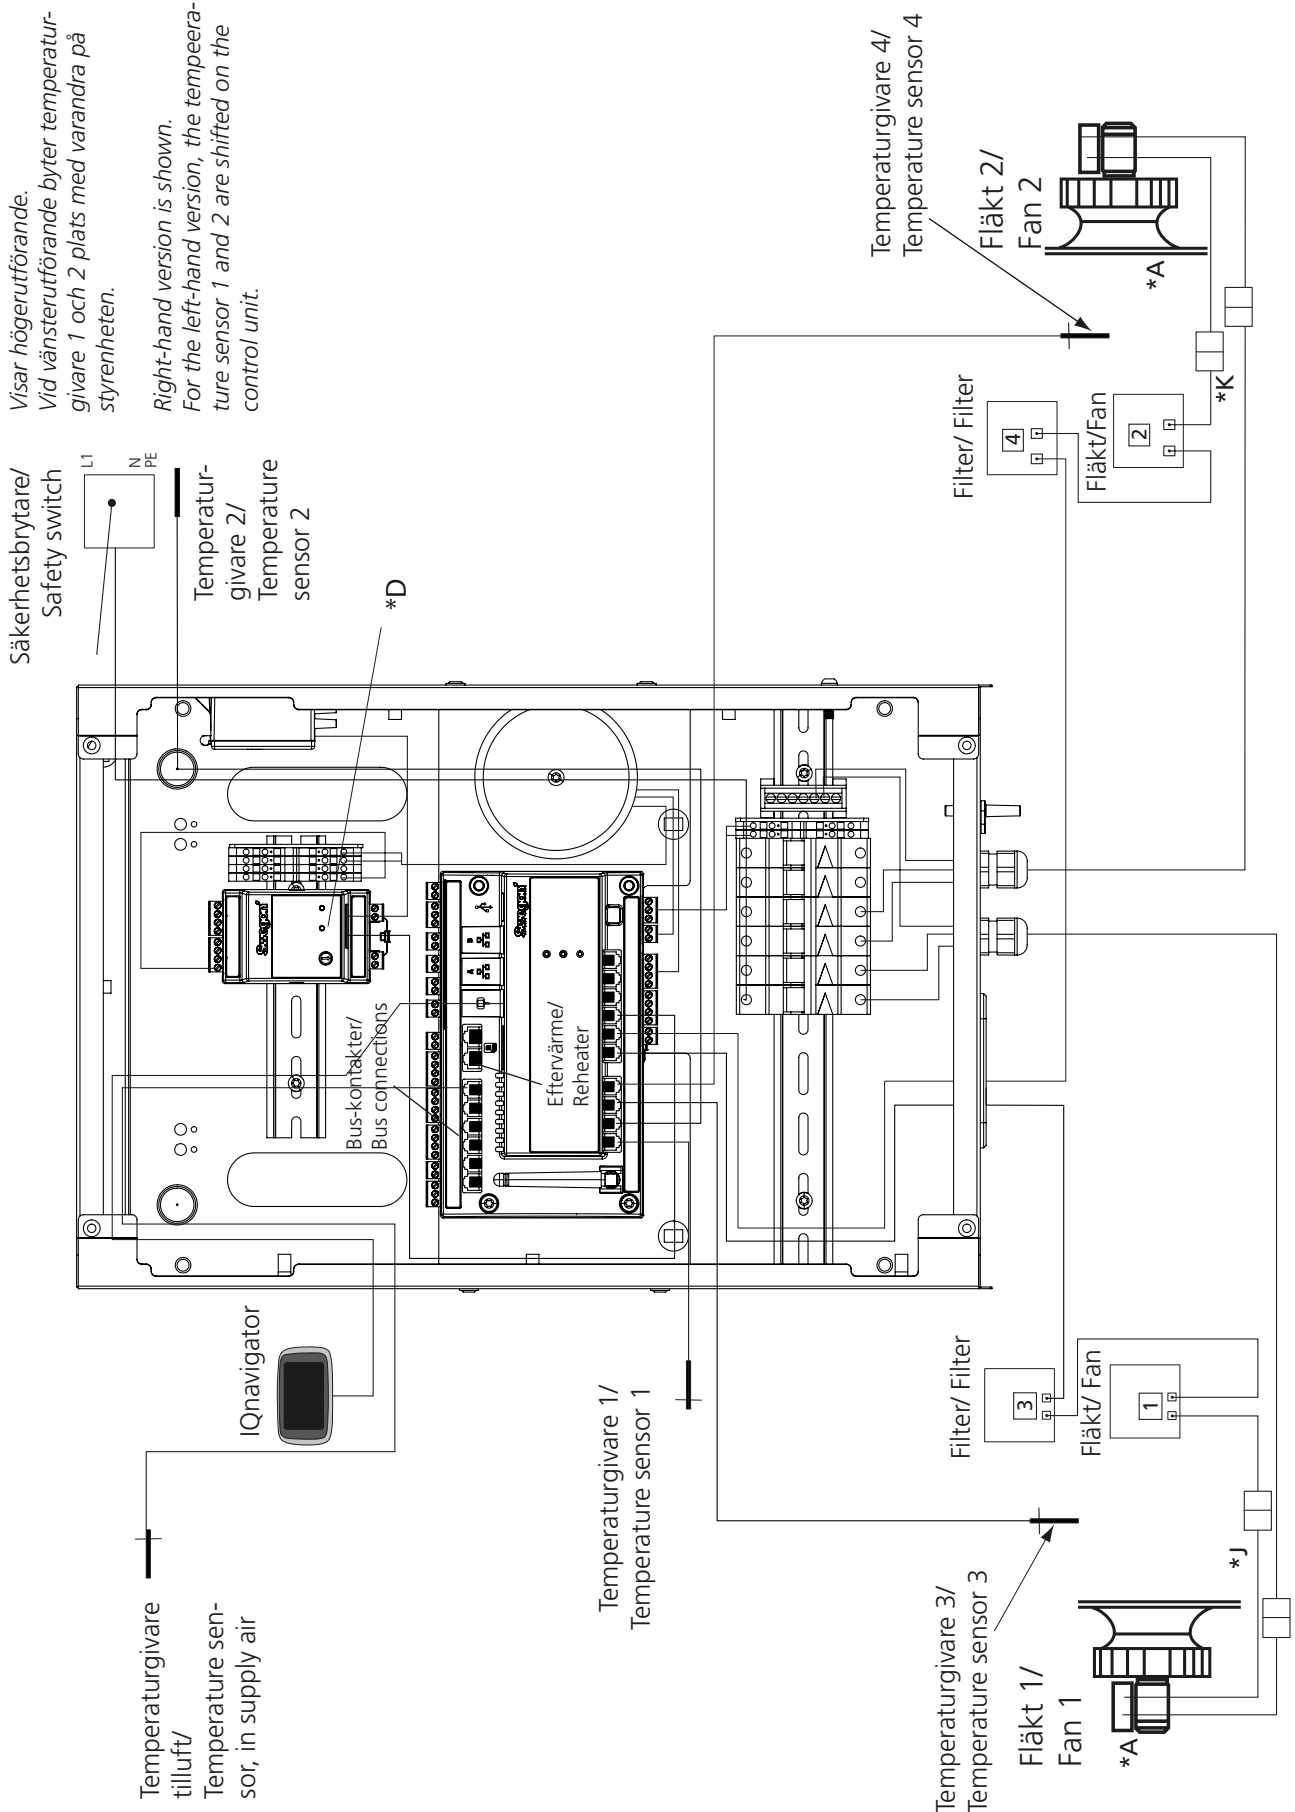 Visar högerutförande.
Vid vänsterutförande byter temperatur-
givare 1 och 2 plats med varandra på
styrenheten.
Right-hand version is shown.
For the left-hand version, the tempeera-
ture sensor 1 and 2 are shifted on the
control unit.
Säkerhetsbrytare/
Safety switch
L1
N
PE
Temperatur-
givare 2/
Temperature
sensor 2
*D
Temperaturgivare 4/
Temperature sensor 4
Fläkt 2/
Fan 2
*A
*K
Filter/ Filter
4
Fläkt/Fan
2
Swegon
Swegon
A
B
Bus-kontakter/
Bus connections
Eftervärme/
Reheater
IQnavigator
Temperaturgivare
tilluft/
Temperature sen-
sor, in supply air
Temperaturgivare 1/
Temperature sensor 1
Filter/ Filter
3
Fläkt/ Fan
1
Temperaturgivare 3/
Temperature sensor 3
Fläkt 1/
Fan 1
*A
*J